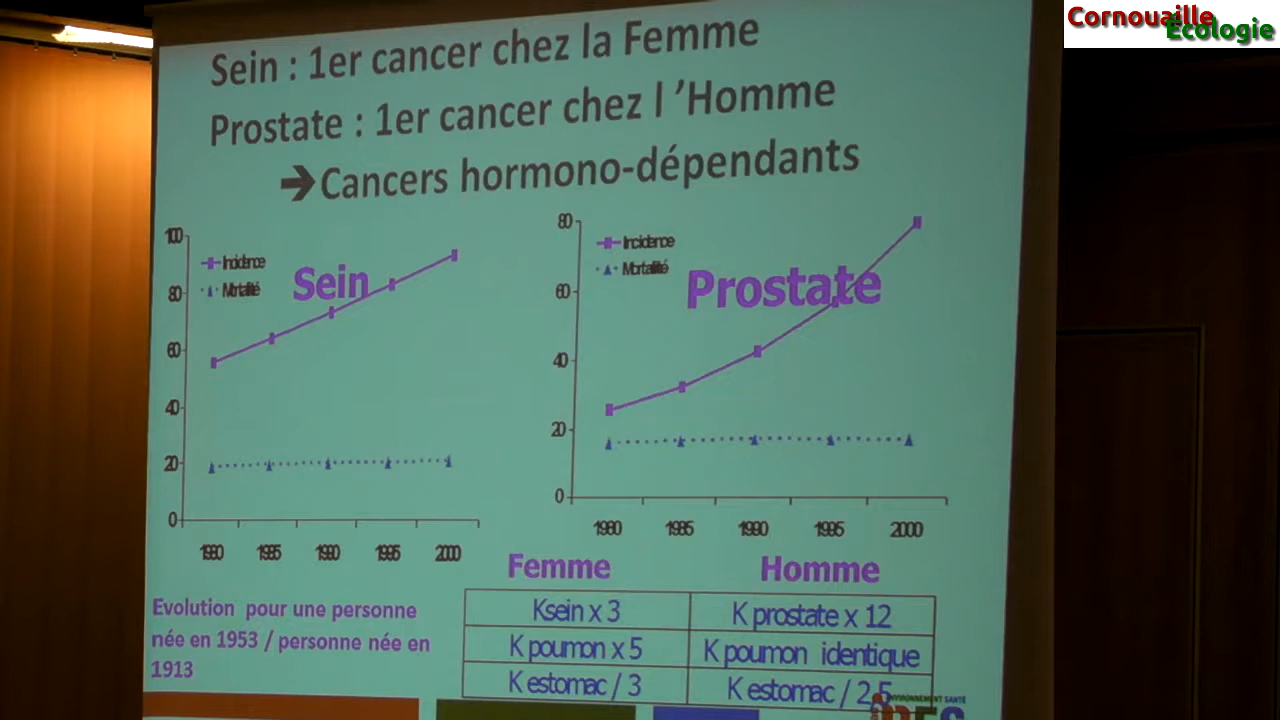 Cornouaille
Ecologie
Sein : 1er cancer chez la Femme
Prostate : 1er cancer chez l ’Homme
➔Cancers hormono-dépendants
100
80
60
40
20
0
Incidence
Mortalité
Sein
1980 1985 1990 1995 2000
80
60
40
20
0
Incidence
Mortalité
Prostate
1980 1985 1990 1995 2000
Femme Homme
Ksein x 3 K prostate x 12
K poumon x 5 K poumon identique
K estomac / 3 K estomac / 2,5
Evolution pour une personne
née en 1953 / personne née en
1913
ENVIRONNEMENT SANTÉ